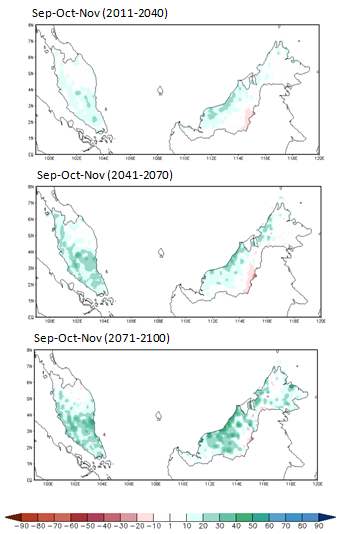 Sep-Oct-Nov (2011-2040)
8N
7N
6N
5N
4N
3N
2N
1N
EQ
100E 102E 104E 106E 108E 110E 112E 114E 116E 118E 120E
Sep-Oct-Nov (2041-2070)
8N
7N
6N
5N
4N
3N
2N
1N
EQ
100E 102E 104E 106E 108E 110E 112E 114E 116E 118E 120E
Sep-Oct-Nov (2071-2100)
8N
7N
6N
5N
4N
3N
2N
1N
EQ
100E 102E 104E 106E 108E 110E 112E 114E 116E 118E 120E
−90 −80 −70 −60 −50 −40 −30 −20 −10 1 10 20 30 40 50 60 70 80 90